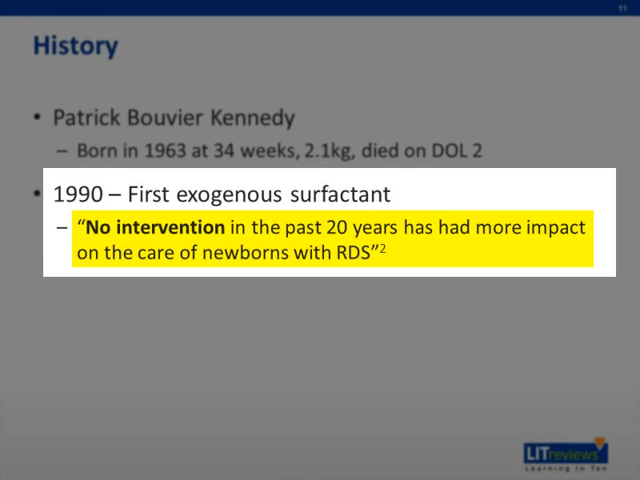 11
History
• Patrick Bouvier Kennedy
– Born in 1963 at 34 weeks, 2.1kg, died on DOL 2
• 1990 – First exogenous surfactant
– “No intervention in the past 20 years has had more impact
on the care of newborns with RDS”2
LITreviews
Learning In Ten